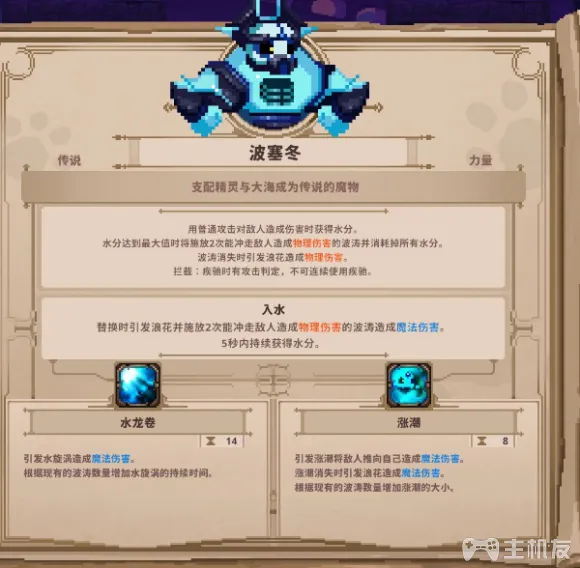 波塞冬
传说
力量
支配精灵与大海成为传说的魔物
用普通攻击对敌人造成伤害时获得水分。
水分达到最大值时将施放2次能冲走敌人造成物理伤害的波涛并消耗掉所有水分。
波涛消失时引发浪花造成物理伤害。
拦截：疾驰时有攻击判定，不可连续使用疾驰。
入水
替换时引发浪花并施放2次能冲走敌人造成物理伤害的波涛造成魔法伤害。
5秒内持续获得水分。
水龙卷
14
引发水旋涡造成魔法伤害。
根据现有的波涛数量增加水旋涡的持续时间。
涨潮
8
引发涨潮将敌人推向自己造成魔法伤害。
涨潮消失时引发浪花造成魔法伤害。
根据现有的波涛数量增加涨潮的大小。
主机友